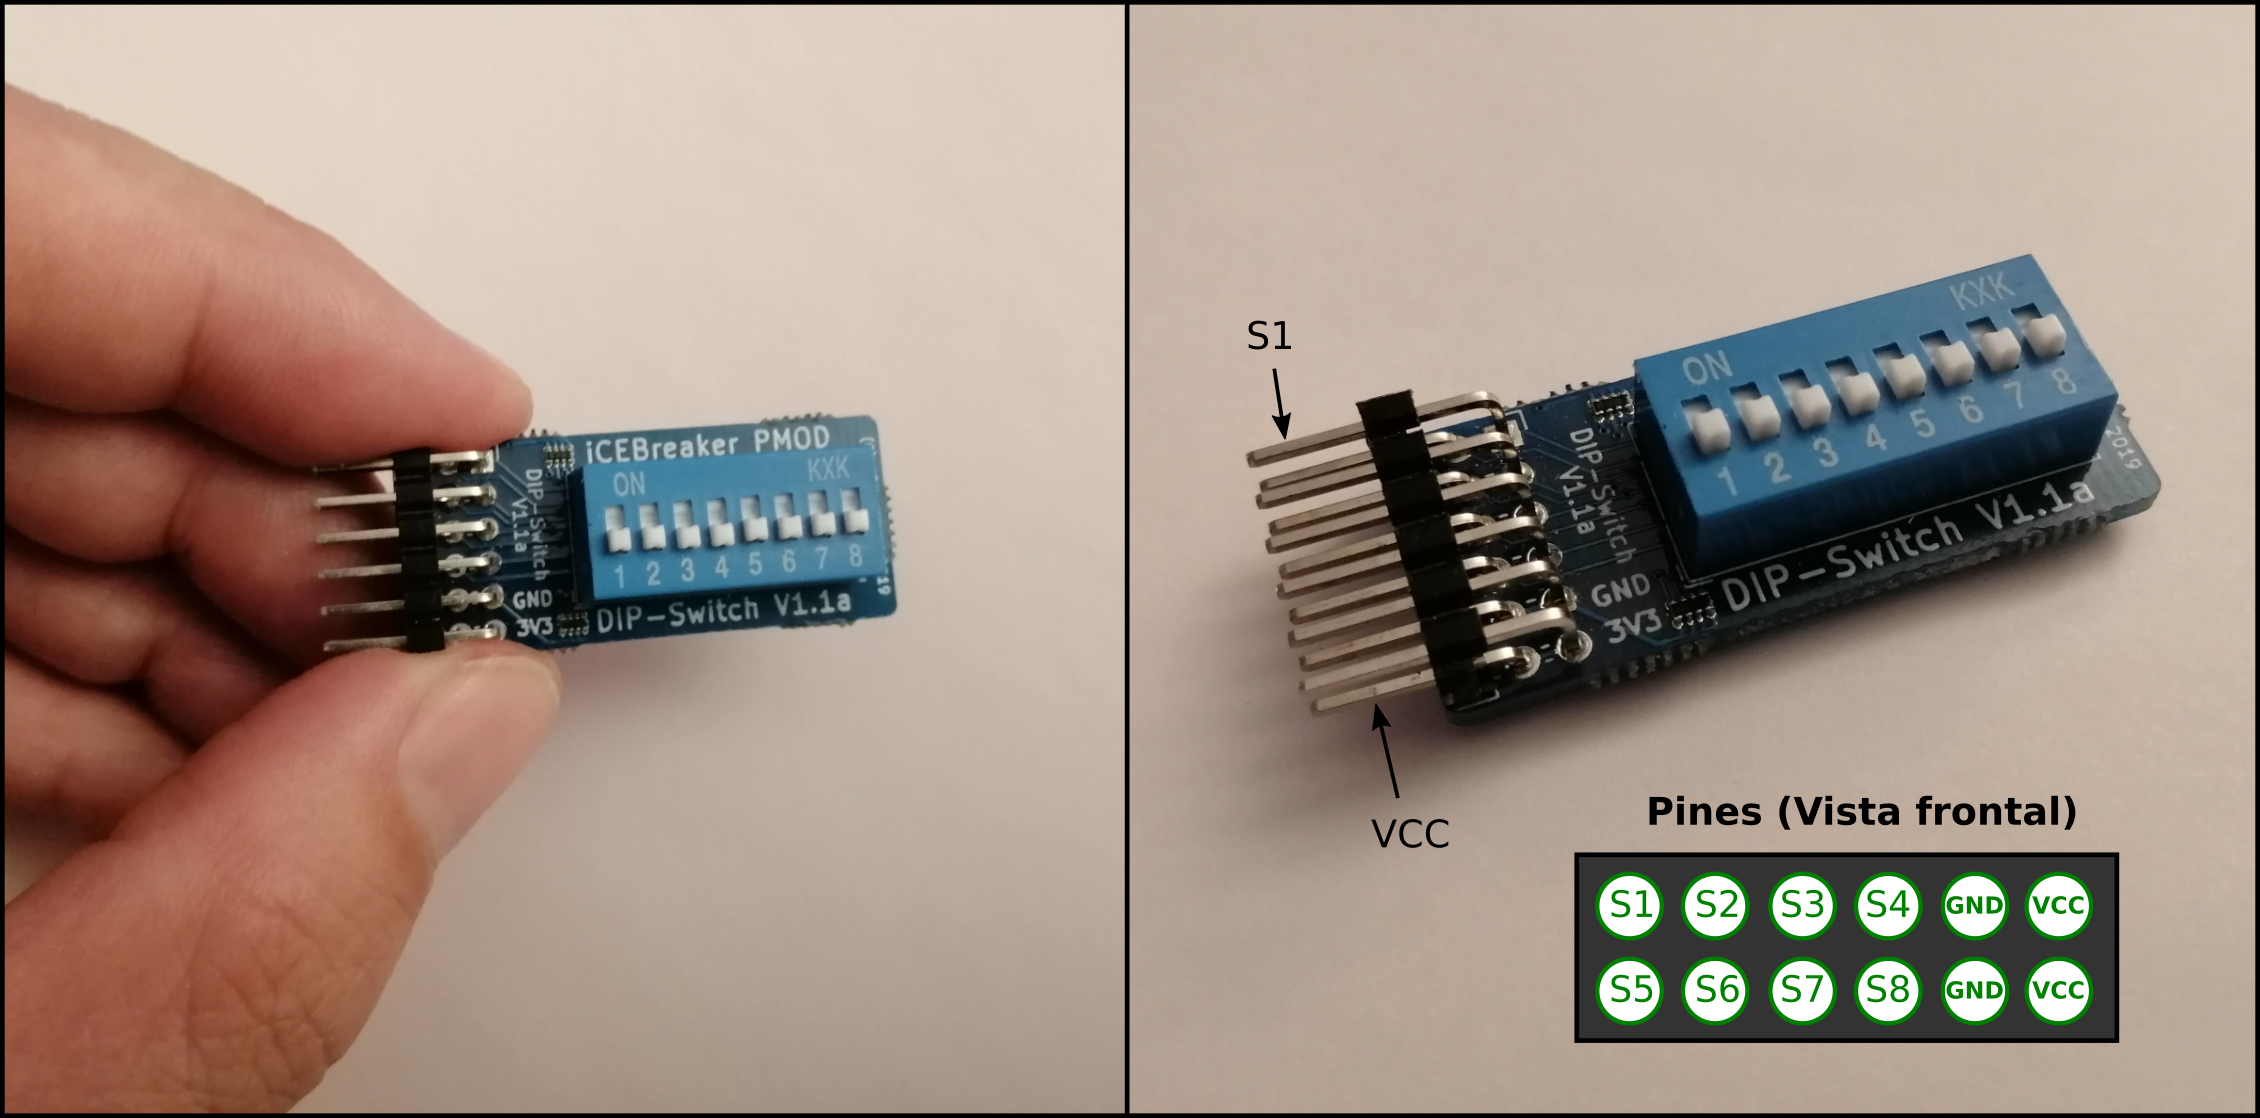 iCEBreaker PMOD
ON
KXK
1 2 3 4 5 6 7 8
DIP-Switch V1.1a
DIP-Switch
V1.1a
GND
3V3
19
S1
VCC
KXK
ON
1 2 3 4 5 6 7 8
2019
DIP-Switch V1.1a
DIP-Switch
V1.1a
GND
3V3
Pines (Vista frontal)
S1 S2 S3 S4 GND VCC
S5 S6 S7 S8 GND VCC